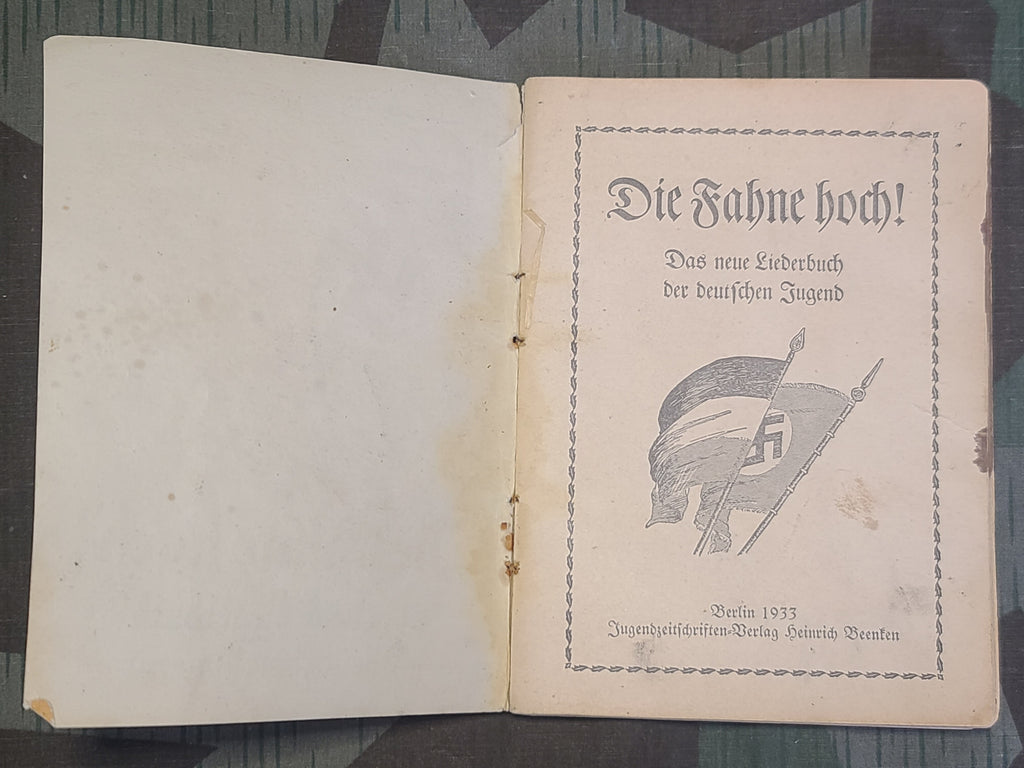 Die Fahne hoch!
Das neue Liederbuch
der deutschen Jugend
Berlin 1933
Jugendzeitschriften-Verlag Heinrich Beenken